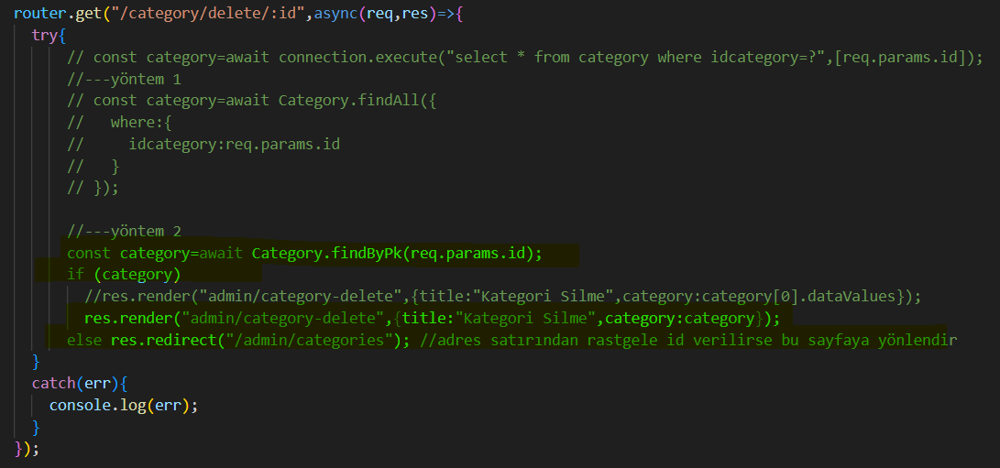 router.get("/category/delete/:id",async(req,res)=>{
try{
// const category=await connection.execute("select * from category where idcategory=?",[req.params.id]);
//---yöntem 1
// const category=await Category.findAll({
// where:{
// idcategory:req.params.id
// }
// });
//---yöntem 2
const category=await Category.findByPk(req.params.id);
if (category)
//res.render("admin/category-delete",{title:"Kategori Silme",category:category[0].dataValues});
res.render("admin/category-delete",{title:"Kategori Silme",category:category});
else res.redirect("/admin/categories"); //adres satırından rastgele id verilirse bu sayfaya yönlendir
}
catch(err){
console.log(err);
}
});